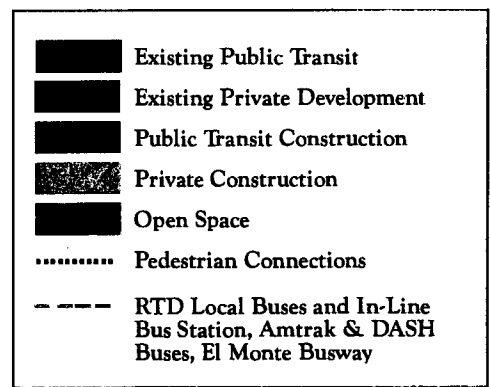 Existing Public Transit
Existing Private Development
Public Transit Construction
Private Construction
Open Space
Pedestrian Connections
RTD Local Buses and In-Line
Bus Station, Amtrak & DASH
Buses, El Monte Busway